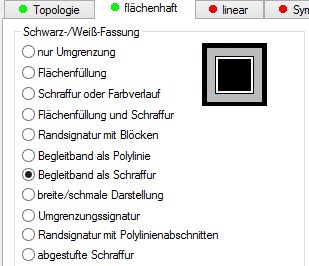 Topologie flächenhaft linear
Schwarz-/Weiß-Fassung
nur Umgrenzung
Flächenfüllung
Schraffur oder Farbverlauf
Flächenfüllung und Schraffur
Randsignatur mit Blöcken
Begleitband als Polylinie
Begleitband als Schraffur
breite/schmale Darstellung
Umgrenzungssignatur
Randsignatur mit Polylinienabschnitten
abgestufte Schraffur